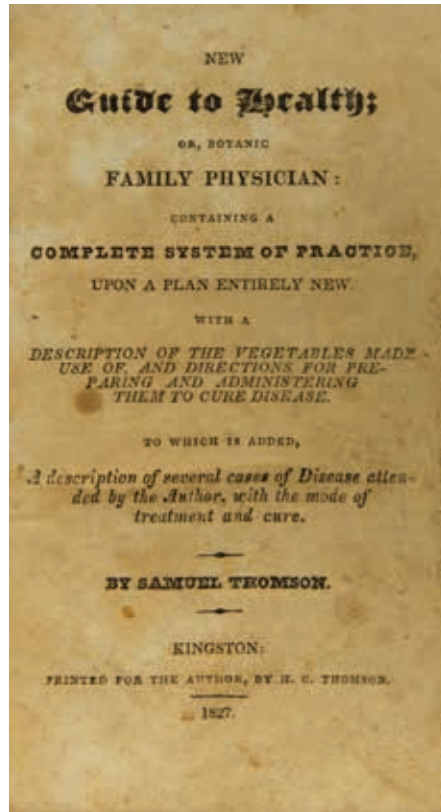 NEW
Guide to Health;
OR, BOTANIC
FAMILY PHYSICIAN:
CONTAINING A
COMPLETE SYSTEM OF PRACTICE,
UPON A PLAN ENTIRELY NEW.
WITH A
DESCRIPTION OF THE VEGETABLES MADE
USE OF, AND DIRECTIONS FOR PRE-
PARING AND ADMINISTERING
THEM TO CURE DISEASE.
TO WHICH IS ADDED,
A description of several cases of Disease atten-
ded by the Author, with the mode of
treatment and cure.
BY SAMUEL THOMSON.
KINGSTON:
PRINTED FOR THE AUTHOR, BY H. C. THOMSON.
1827.